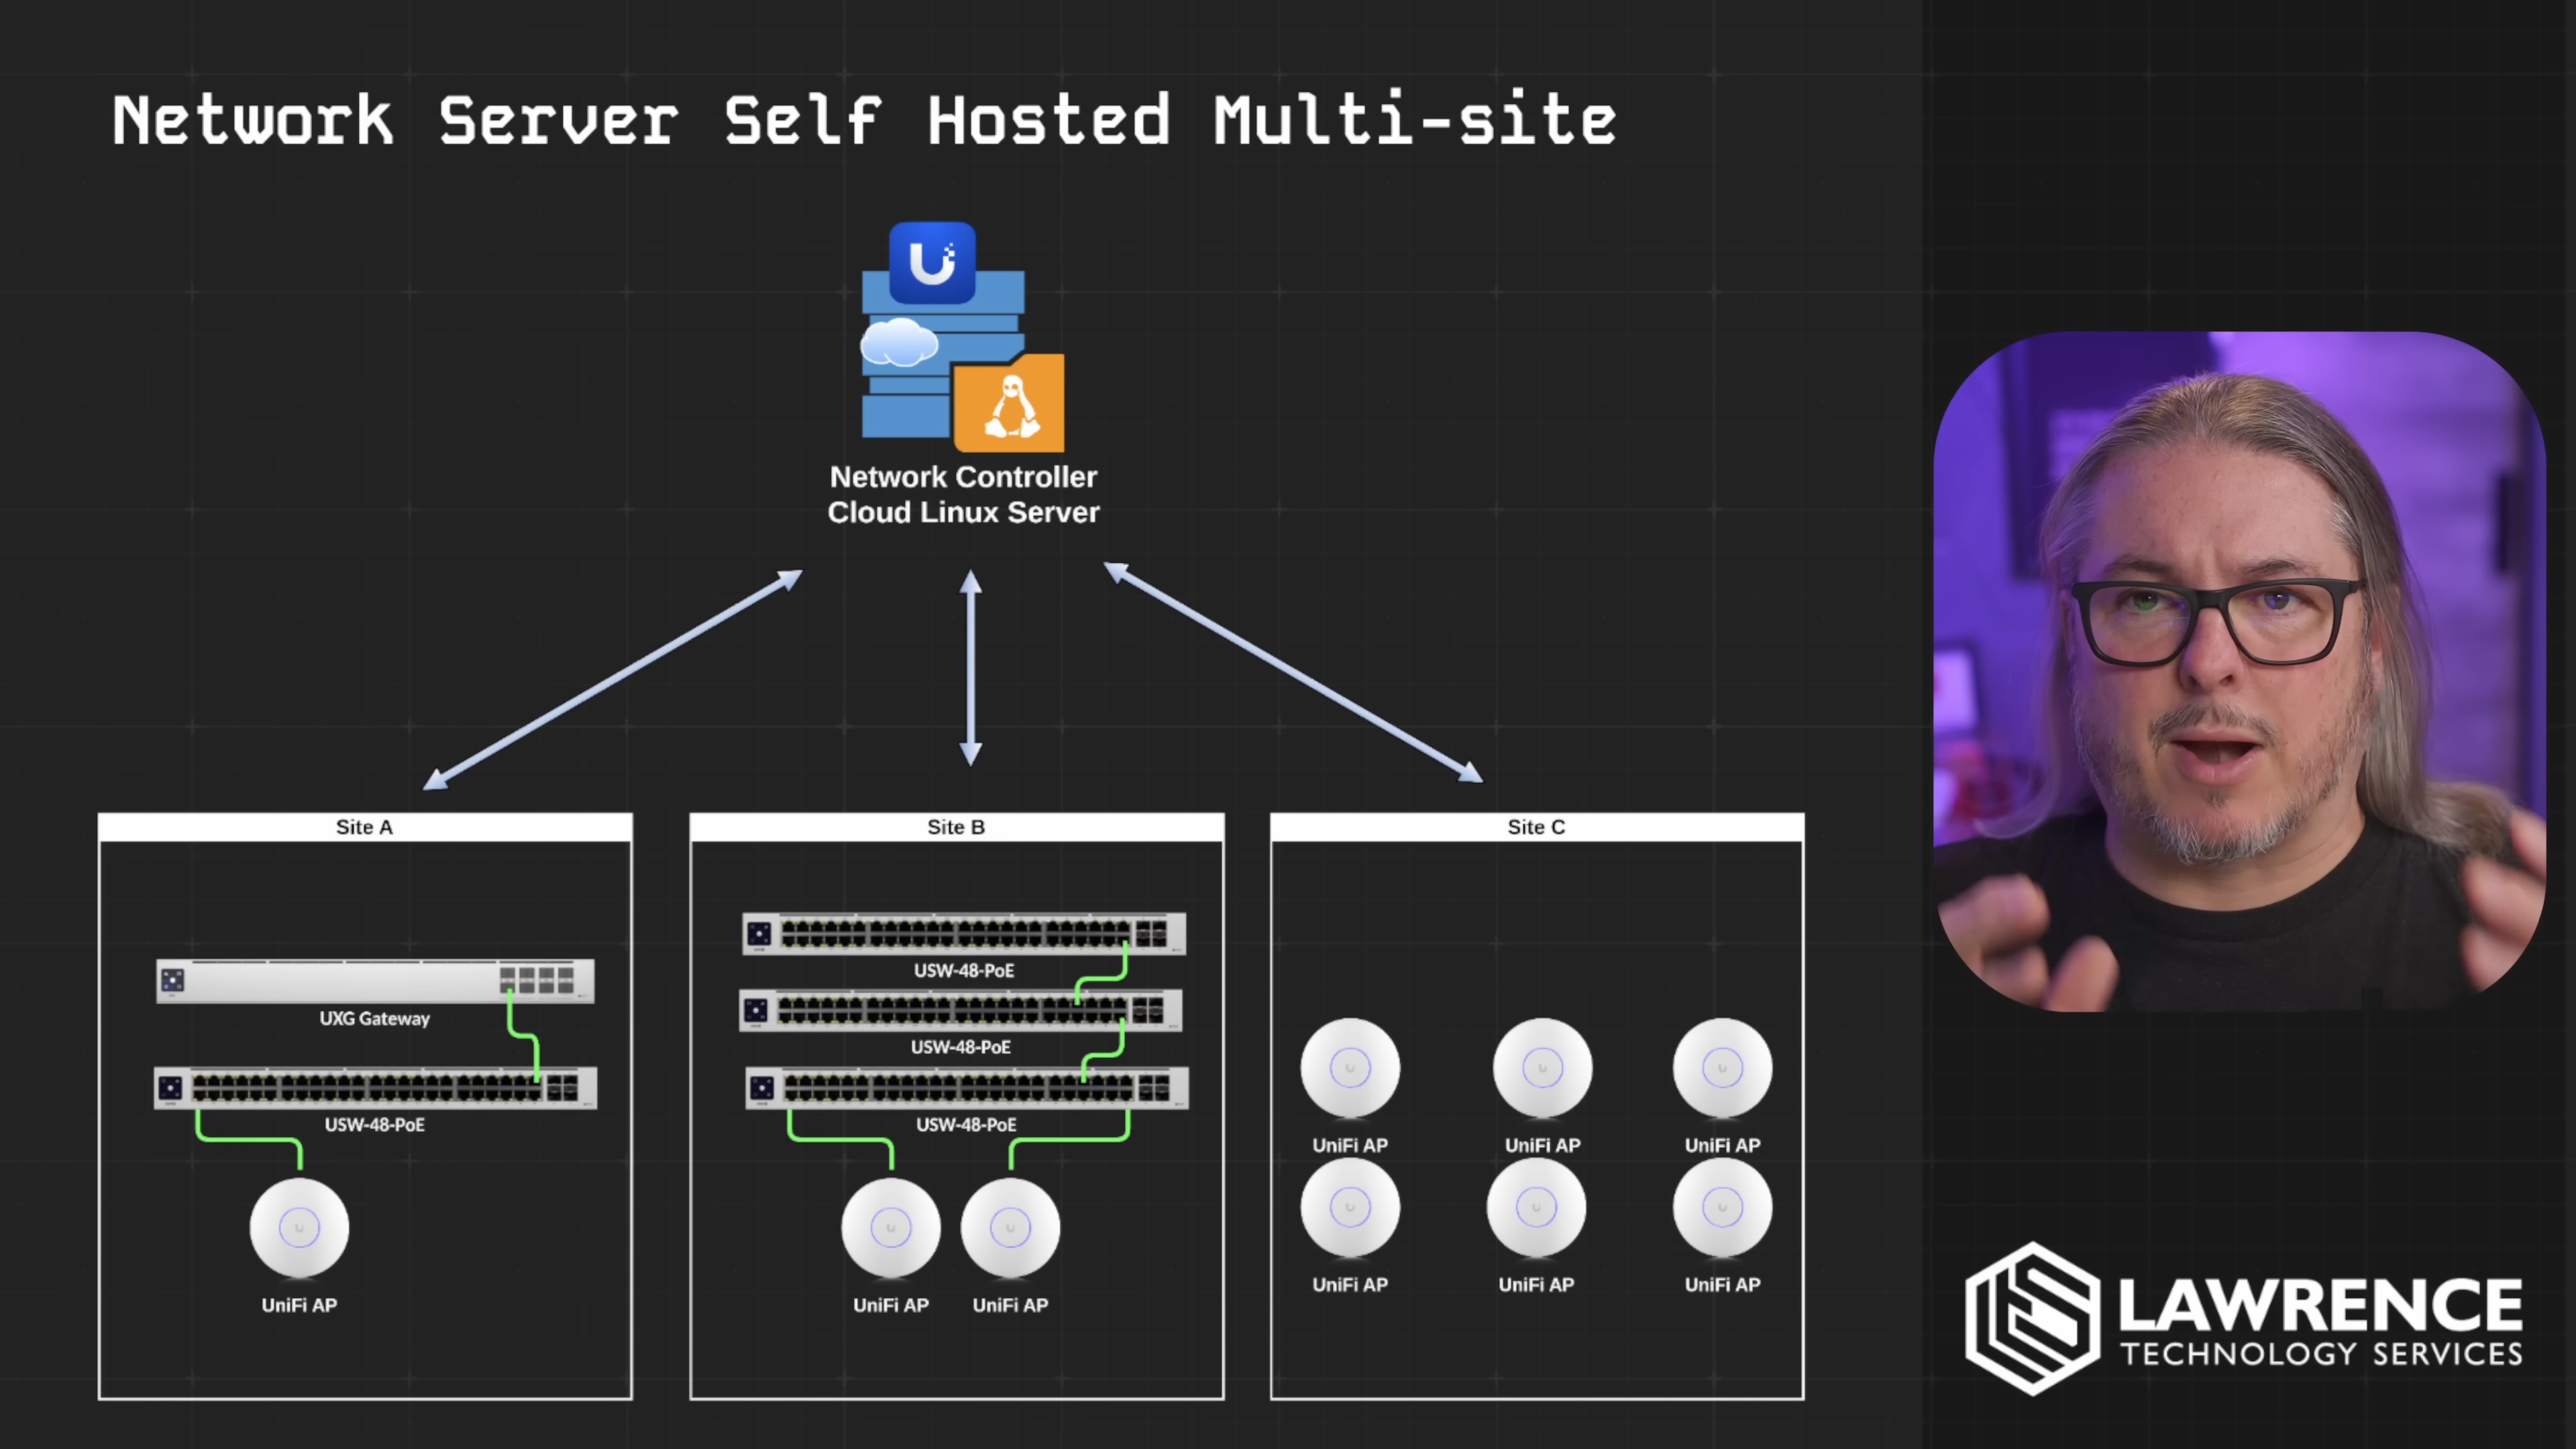 Network Server Self Hosted Multi-site
Network Controller
Cloud Linux Server
Site A
UXG Gateway
USW-48-PoE
UniFi AP
Site B
USW-48-PoE
USW-48-PoE
USW-48-PoE
UniFi AP
UniFi AP
Site C
UniFi AP
UniFi AP
UniFi AP
UniFi AP
UniFi AP
UniFi AP
LAWRENCE
TECHNOLOGY SERVICES